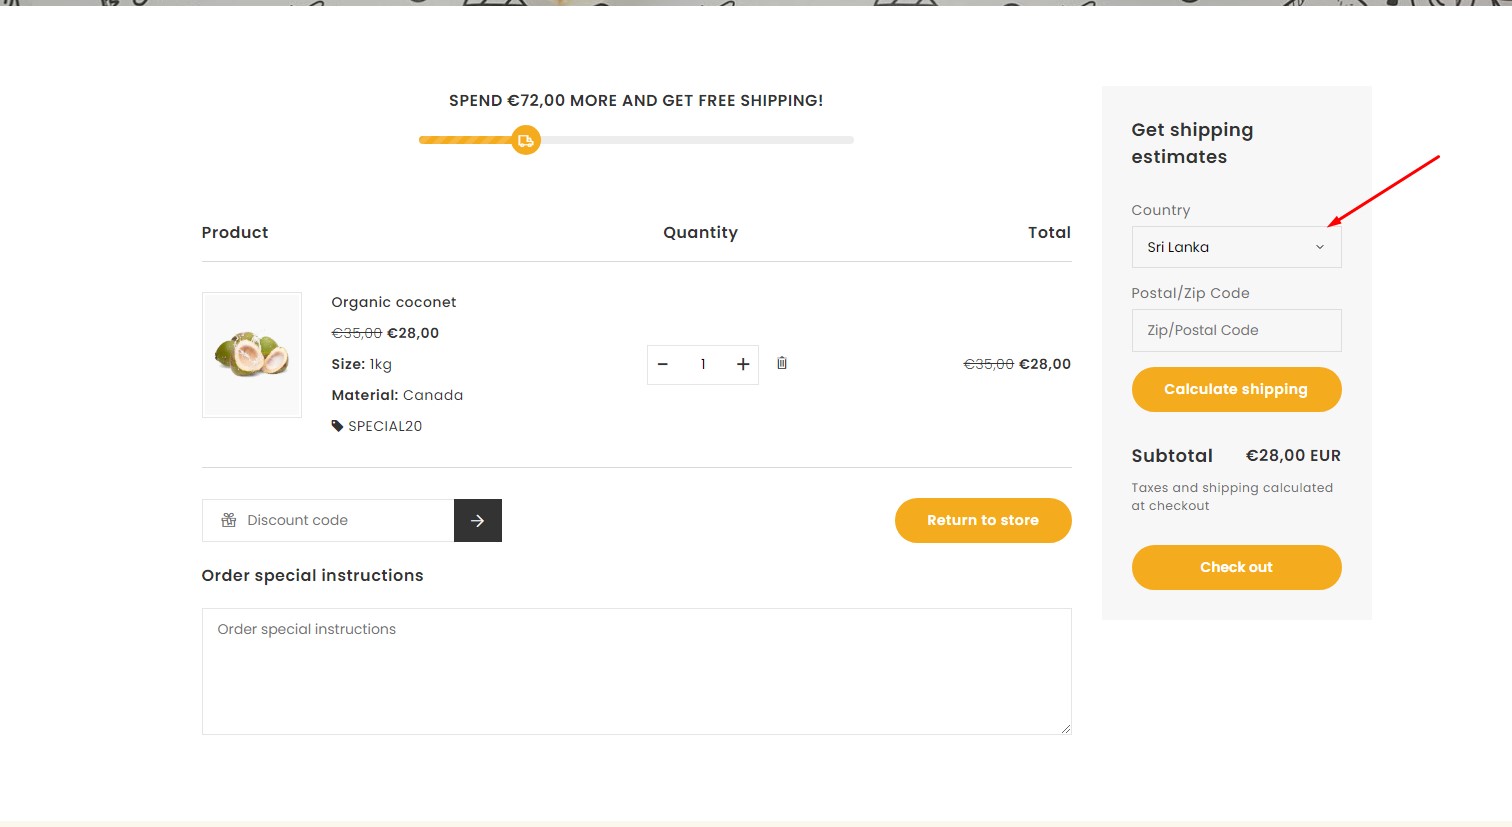 SPEND €72,00 MORE AND GET FREE SHIPPING!
Product Quantity Total
Organic coconet
€35,00 €28,00
Size: 1kg
Material: Canada
SPECIAL20
1
€35,00 €28,00
Discount code
Return to store
Order special instructions
Order special instructions
Get shipping
estimates
Country
Sri Lanka
Postal/Zip Code
Zip/Postal Code
Calculate shipping
Subtotal €28,00 EUR
Taxes and shipping calculated
at checkout
Check out